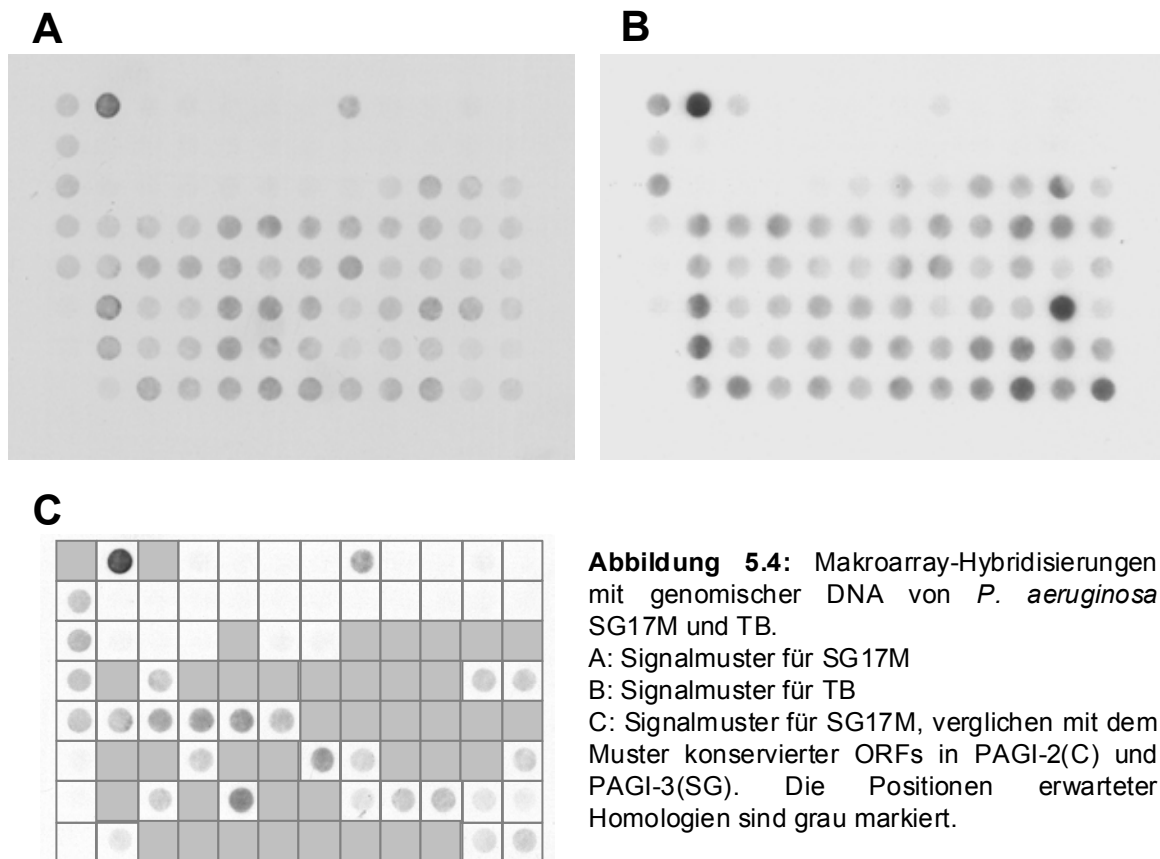 A
B
C
Abbildung 5.4: Makroarray-Hybridisierungen
mit genomischer DNA von P. aeruginosa
SG17M und TB.
A: Signalmuster für SG17M
B: Signalmuster für TB
C: Signalmuster für SG17M, verglichen mit dem
Muster konservierter ORFs in PAGI-2(C) und
PAGI-3(SG). Die Positionen erwarteter
Homologien sind grau markiert.